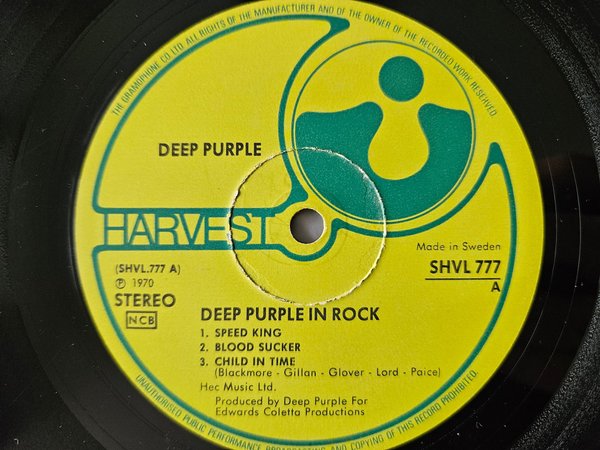 THE GRAMOPHONE CO LTD. ALL RIGHTS OF THE MANUFACTURER AND OF THE OWNER OF THE RECORDED WORK RESERVED.
DEEP PURPLE
HARVEST
Made in Sweden
(SHVL.777 A)
SHVL 777
℗ 1970
A
STEREO
NCB
DEEP PURPLE IN ROCK
1. SPEED KING
2. BLOOD SUCKER
3. CHILD IN TIME
(Blackmore - Gillan - Glover - Lord - Paice)
Hec Music Ltd.
Produced by Deep Purple For
Edwards Coletta Productions
UNAUTHORISED PUBLIC PERFORMANCE BROADCASTING AND COPYING OF THIS RECORD PROHIBITED.